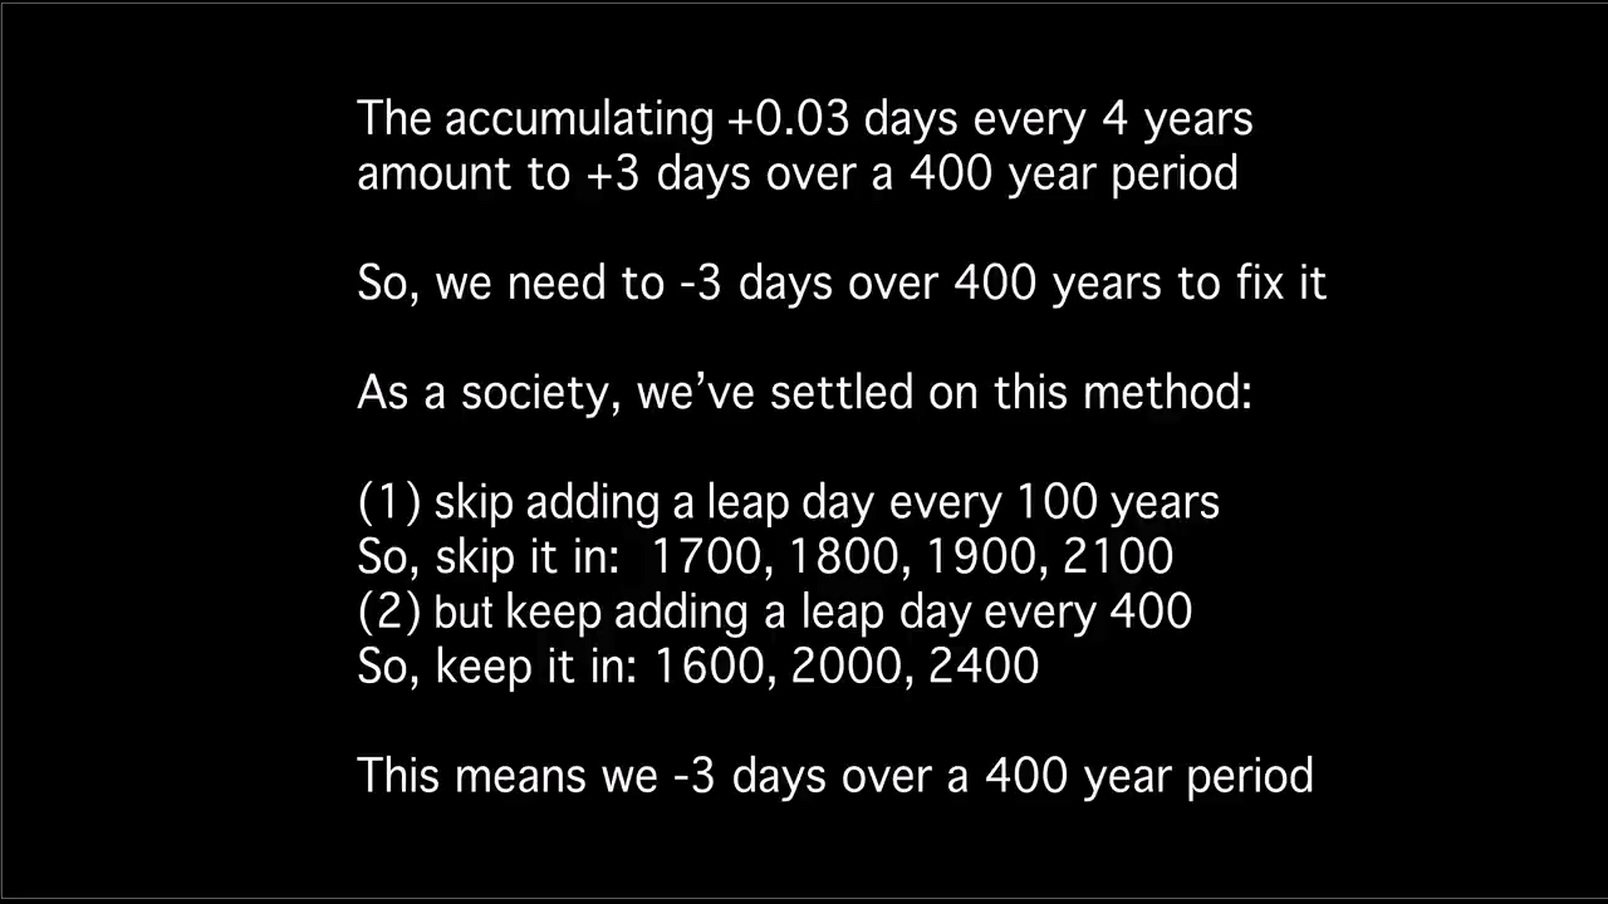 The accumulating +0.03 days every 4 years
amount to +3 days over a 400 year period
So, we need to -3 days over 400 years to fix it
As a society, we’ve settled on this method:
(1) skip adding a leap day every 100 years
So, skip it in:  1700, 1800, 1900, 2100
(2) but keep adding a leap day every 400
So, keep it in: 1600, 2000, 2400
This means we -3 days over a 400 year period